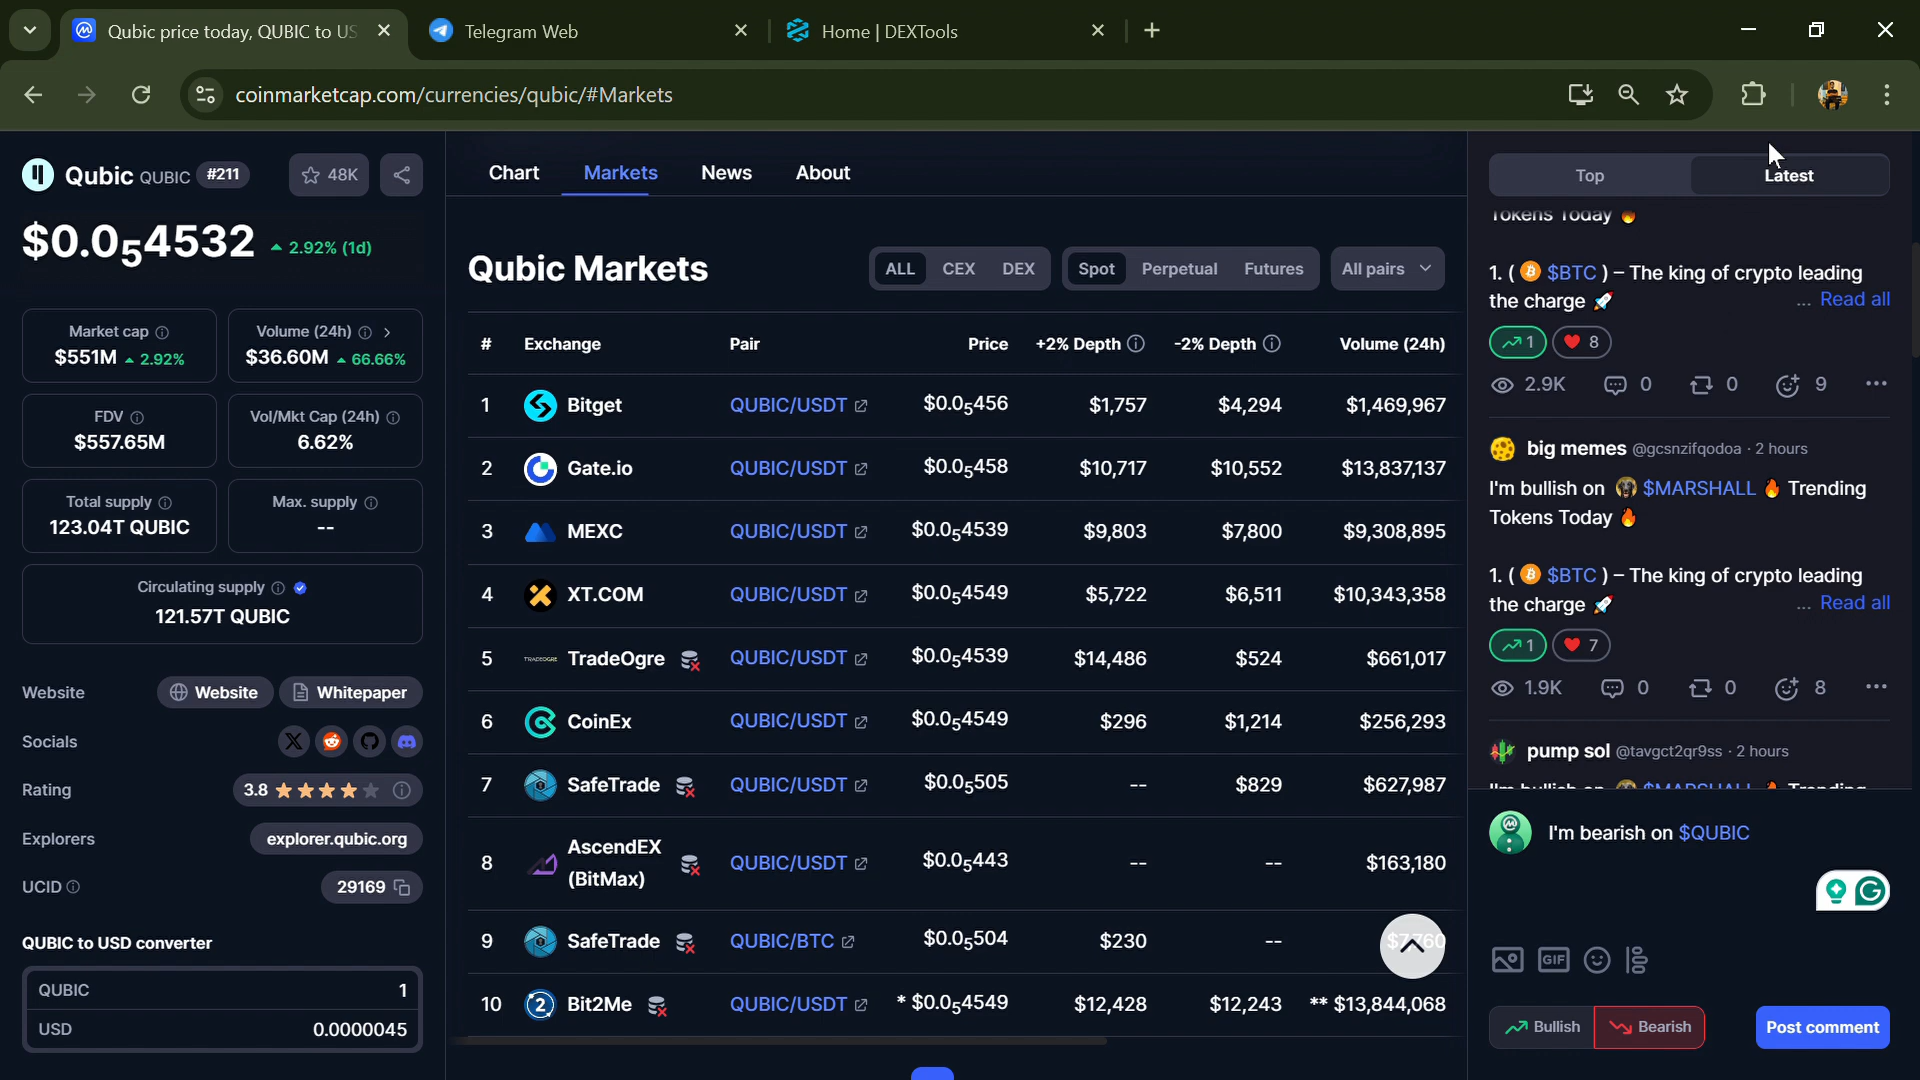 Qubic price today, QUBIC to US
Telegram Web
Home | DEXTools
coinmarketcap.com/currencies/qubic/#Markets
Qubic QUBIC #211
48K
$0.0₅4532
2.92% (1d)
Market cap
$551M 2.92%
Volume (24h)
$36.60M 66.66%
FDV
$557.65M
Vol/Mkt Cap (24h)
6.62%
Total supply
123.04T QUBIC
Max. supply
--
Circulating supply
121.57T QUBIC
Website
Website
Whitepaper
Socials
Rating
3.8
Explorers
explorer.qubic.org
UCID
29169
QUBIC to USD converter
QUBIC 1
USD 0.0000045
Chart Markets News About
Qubic Markets
ALL CEX DEX
Spot Perpetual Futures
All pairs
# Exchange Pair Price +2% Depth -2% Depth Volume (24h)
1 Bitget QUBIC/USDT $0.0₅456 $1,757 $4,294 $1,469,967
2 Gate.io QUBIC/USDT $0.0₅458 $10,717 $10,552 $13,837,137
3 MEXC QUBIC/USDT $0.0₅4539 $9,803 $7,800 $9,308,895
4 XT.COM QUBIC/USDT $0.0₅4549 $5,722 $6,511 $10,343,358
5 TRADEOGRE TradeOgre QUBIC/USDT $0.0₅4539 $14,486 $524 $661,017
6 CoinEx QUBIC/USDT $0.0₅4549 $296 $1,214 $256,293
7 SafeTrade QUBIC/USDT $0.0₅505 -- $829 $627,987
8 AscendEX (BitMax) QUBIC/USDT $0.0₅443 -- -- $163,180
9 SafeTrade QUBIC/BTC $0.0₅504 $230 --
10 Bit2Me QUBIC/USDT * $0.0₅4549 $12,428 $12,243 ** $13,844,068
Top Latest
Tokens Today 🔥
1. ( $BTC ) – The king of crypto leading
the charge 🚀 ... Read all
1 8
2.9K 0 0 9
big memes @gcsnzifqodoa · 2 hours
I'm bullish on $MARSHALL 🔥 Trending
Tokens Today 🔥
1. ( $BTC ) – The king of crypto leading
the charge 🚀 ... Read all
1 7
1.9K 0 0 8
pump sol @tavgct2qr9ss · 2 hours
I'm bullish on $MARSHALL 🔥 Trending
I'm bearish on $QUBIC
GIF
Bullish Bearish
Post comment